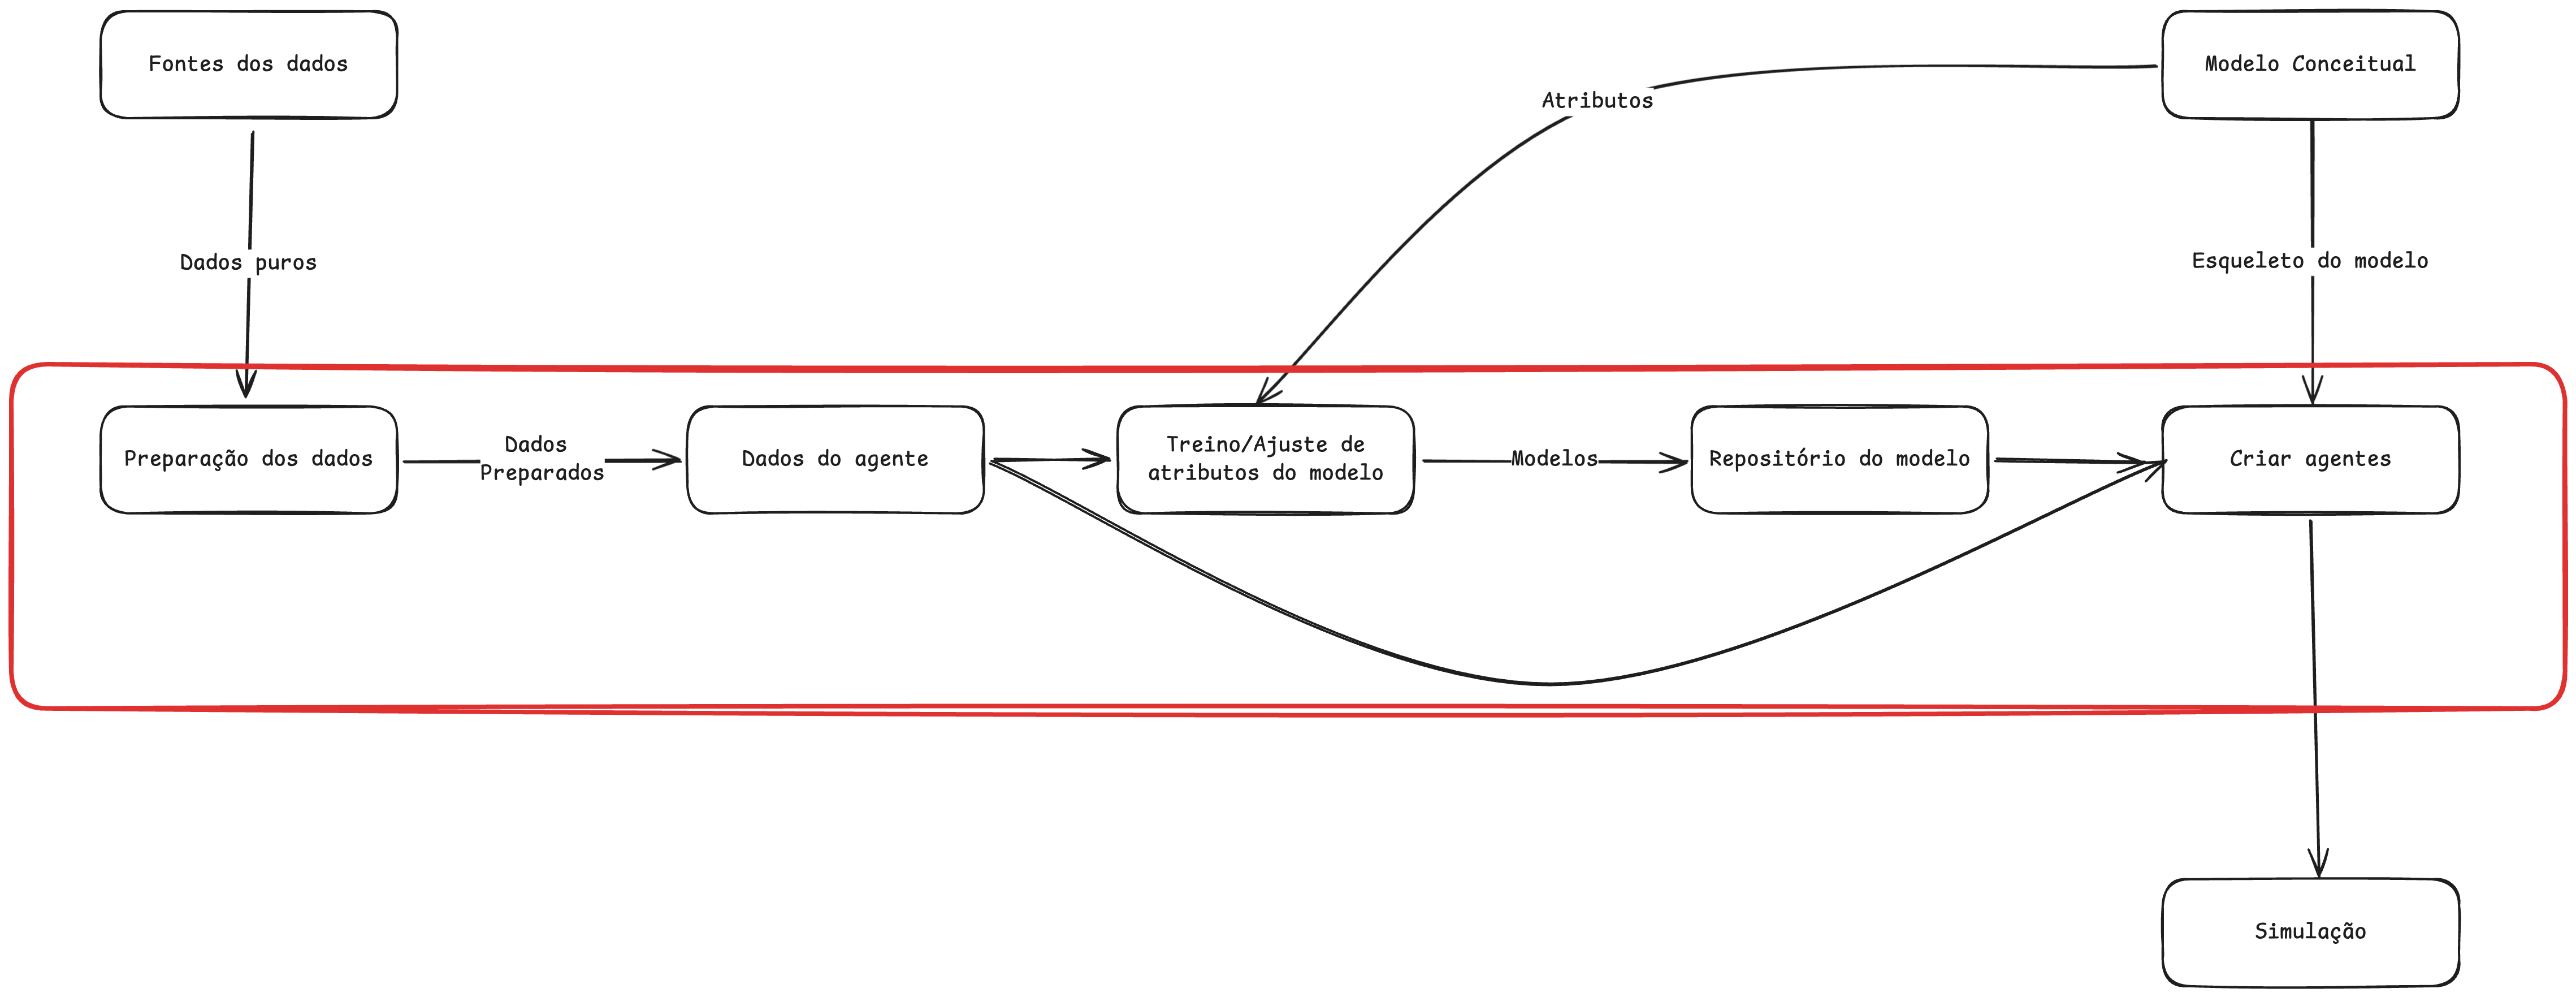 Fontes dos dados
Modelo Conceitual
Atributos
Dados puros
Esqueleto do modelo
Preparação dos dados
Dados
Preparados
Dados do agente
Treino/Ajuste de
atributos do modelo
Modelos
Repositório do modelo
Criar agentes
Simulação